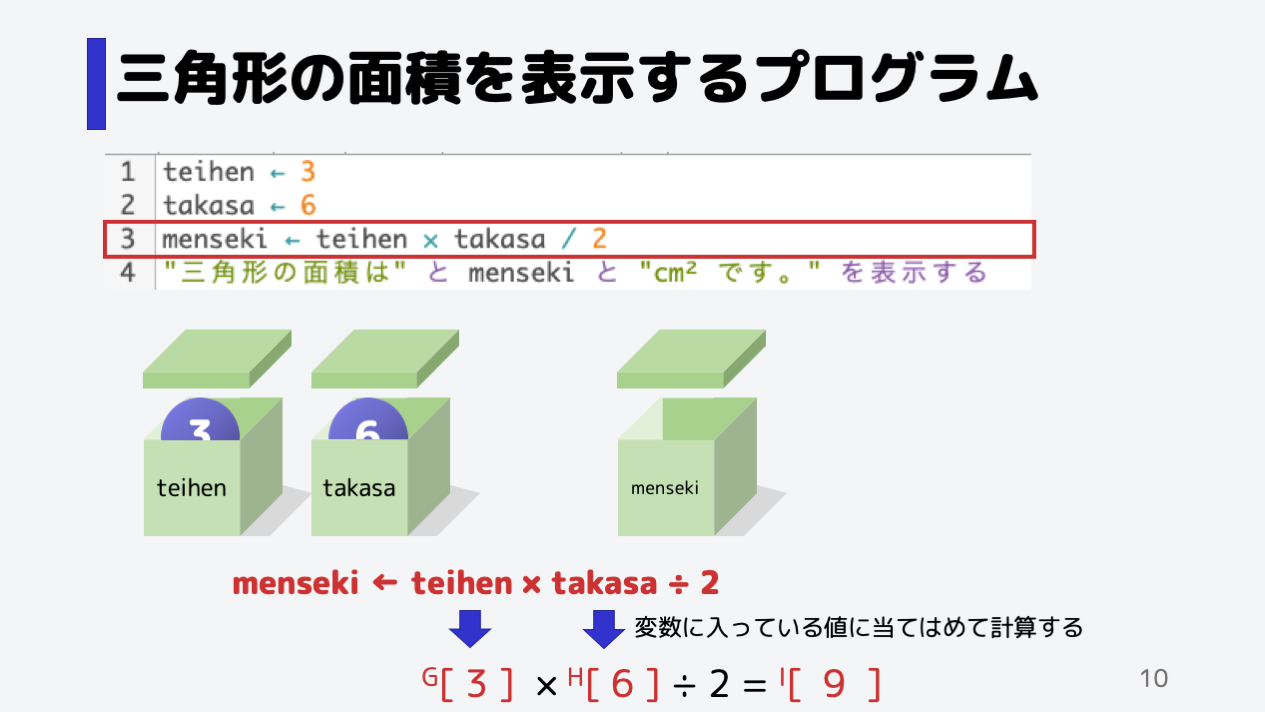 三角形の面積を表示するプログラム
1 teihen ← 3
2 takasa ← 6
3 menseki ← teihen × takasa / 2
4 "三角形の面積は" と menseki と "cm² です。" を表示する
3 6
teihen takasa menseki
menseki ← teihen × takasa ÷ 2
変数に入っている値に当てはめて計算する
G[ 3 ] × H[ 6 ] ÷ 2 = I[ 9 ]
10